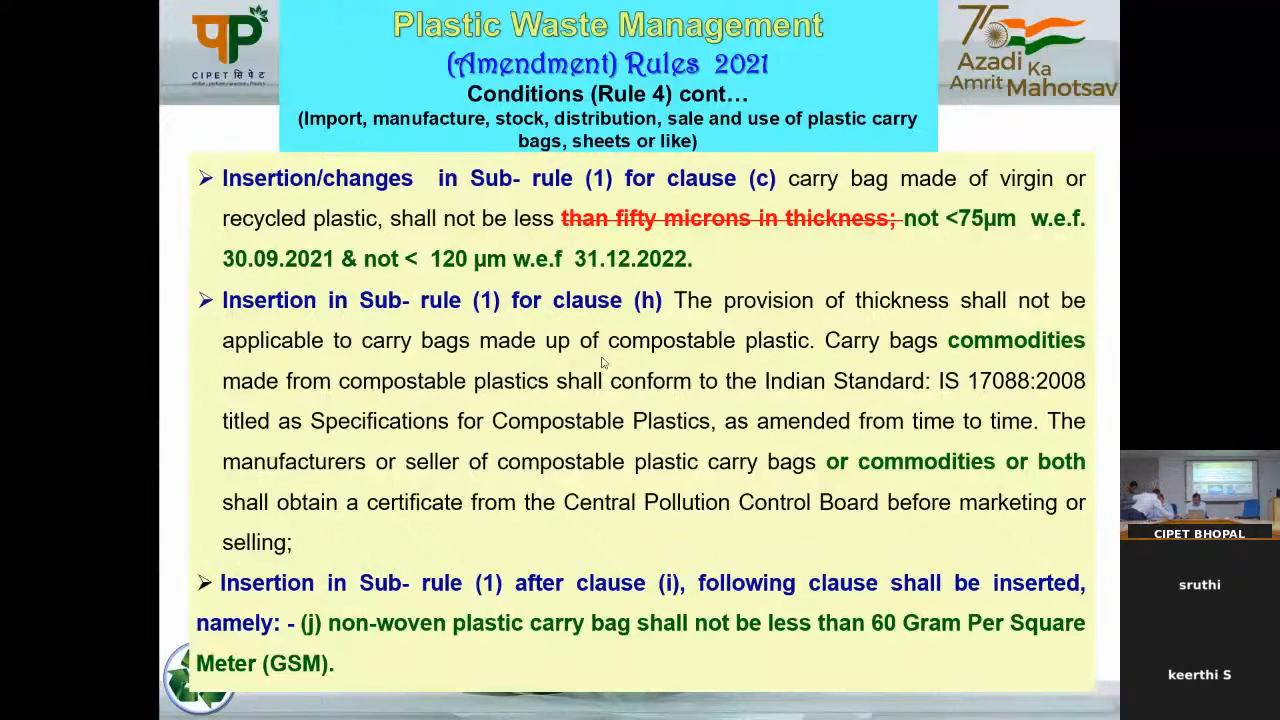 Plastic Waste Management
(Amendment) Rules 2021
Conditions (Rule 4) cont…
(Import, manufacture, stock, distribution, sale and use of plastic carry
bags, sheets or like)
CIPET सिपेट
75
Azadi Ka
Amrit Mahotsav
➢ Insertion/changes in Sub- rule (1) for clause (c) carry bag made of virgin or
recycled plastic, shall not be less than fifty microns in thickness; not <75µm w.e.f.
30.09.2021 & not < 120 µm w.e.f 31.12.2022.
➢ Insertion in Sub- rule (1) for clause (h) The provision of thickness shall not be
applicable to carry bags made up of compostable plastic. Carry bags commodities
made from compostable plastics shall conform to the Indian Standard: IS 17088:2008
titled as Specifications for Compostable Plastics, as amended from time to time. The
manufacturers or seller of compostable plastic carry bags or commodities or both
shall obtain a certificate from the Central Pollution Control Board before marketing or
selling;
➢ Insertion in Sub- rule (1) after clause (i), following clause shall be inserted,
namely: - (j) non-woven plastic carry bag shall not be less than 60 Gram Per Square
Meter (GSM).
CIPET BHOPAL
sruthi
keerthi S